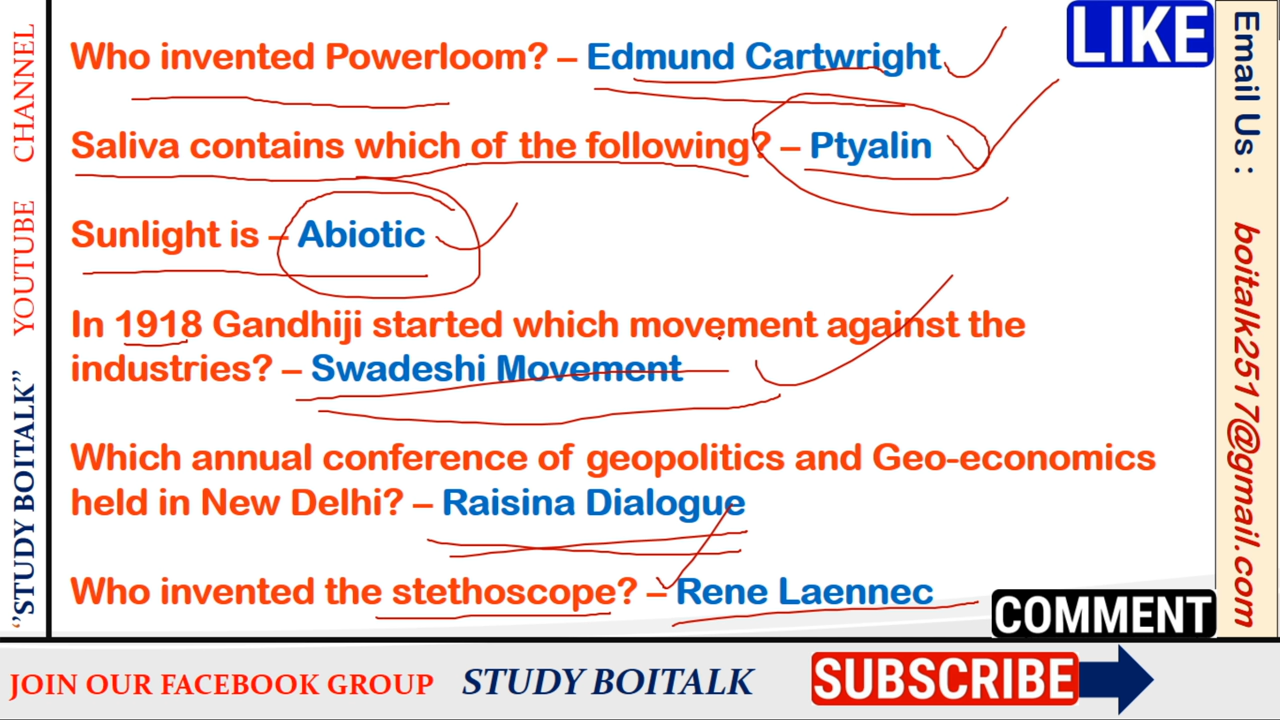 Who invented Powerloom? – Edmund Cartwright
Saliva contains which of the following? – Ptyalin
Sunlight is – Abiotic
In 1918 Gandhiji started which movement against the
industries? – Swadeshi Movement
Which annual conference of geopolitics and Geo-economics
held in New Delhi? – Raisina Dialogue
Who invented the stethoscope? – Rene Laennec
"STUDY BOITALK" YOUTUBE CHANNEL
LIKE
Email Us : boitalk2517@gmail.com
COMMENT
JOIN OUR FACEBOOK GROUP STUDY BOITALK
SUBSCRIBE